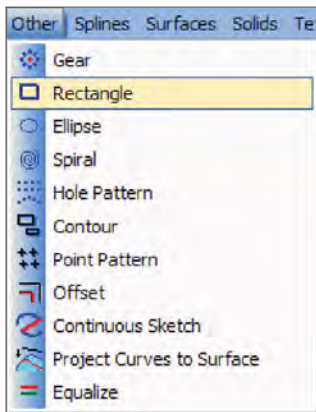 Other Splines Surfaces Solids
Gear
Rectangle
Ellipse
Spiral
Hole Pattern
Contour
Point Pattern
Offset
Continuous Sketch
Project Curves to Surface
Equalize